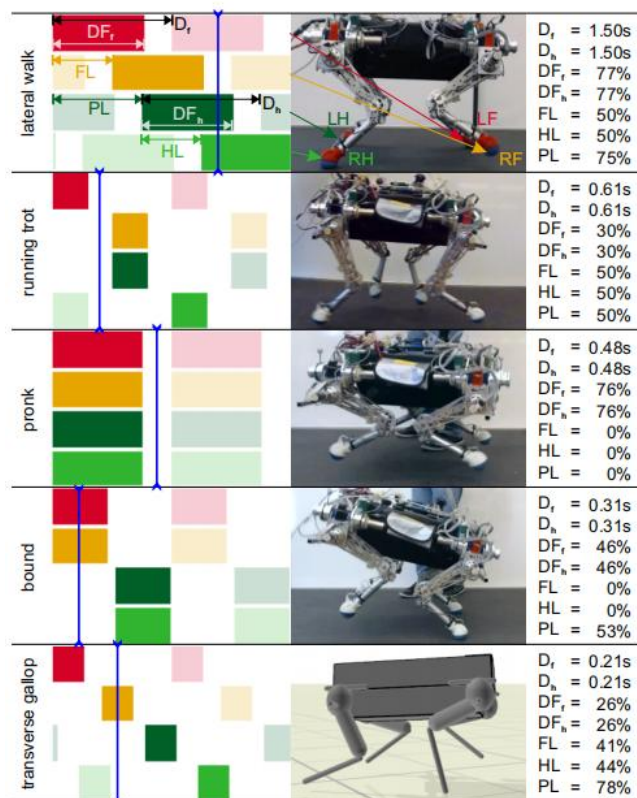 lateral walk
DFf
Df
FL
PL
Dh
DFh
HL
LH
RH
LF
RF
Df = 1.50s
Dh = 1.50s
DFf = 77%
DFh = 77%
FL = 50%
HL = 50%
PL = 75%
running trot
Df = 0.61s
Dh = 0.61s
DFf = 30%
DFh = 30%
FL = 50%
HL = 50%
PL = 50%
pronk
Df = 0.48s
Dh = 0.48s
DFf = 76%
DFh = 76%
FL = 0%
HL = 0%
PL = 0%
bound
Df = 0.31s
Dh = 0.31s
DFf = 46%
DFh = 46%
FL = 0%
HL = 0%
PL = 53%
transverse gallop
Df = 0.21s
Dh = 0.21s
DFf = 26%
DFh = 26%
FL = 41%
HL = 44%
PL = 78%